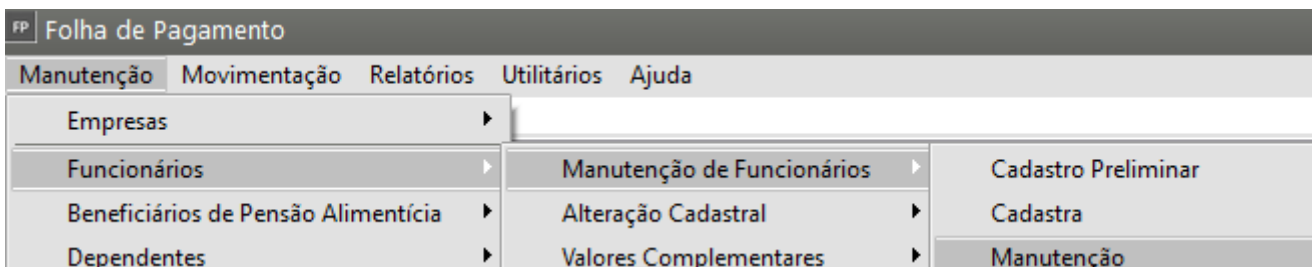 FP Folha de Pagamento
Manutenção Movimentação Relatórios Utilitários Ajuda
Empresas
Funcionários Manutenção de Funcionários Cadastro Preliminar
Beneficiários de Pensão Alimentícia Alteração Cadastral Cadastra
Dependentes Valores Complementares Manutenção